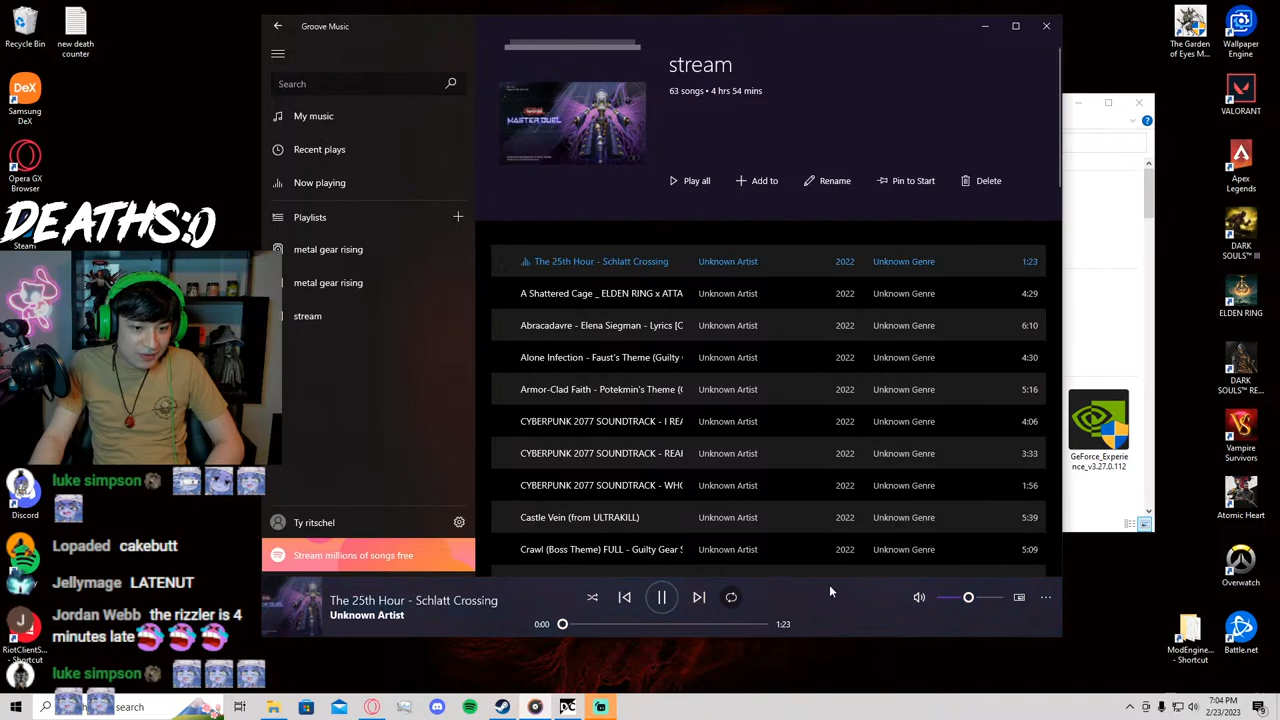 Recycle Bin
new death
counter
Samsung
DeX
Opera GX
Browser
DEATHS:0
Steam
Discord
RiotClientS...
- Shortcut
Groove Music
Search
My music
Recent plays
Now playing
Playlists
metal gear rising
metal gear rising
stream
Ty ritschel
Stream millions of songs free
stream
63 songs • 4 hrs 54 mins
MASTER DUEL
Play all
Add to
Rename
Pin to Start
Delete
The 25th Hour - Schlatt Crossing Unknown Artist 2022 Unknown Genre 1:23
A Shattered Cage _ ELDEN RING x ATTA Unknown Artist 2022 Unknown Genre 4:29
Abracadavre - Elena Siegman - Lyrics [C Unknown Artist 2022 Unknown Genre 6:10
Alone Infection - Faust's Theme (Guilty Unknown Artist 2022 Unknown Genre 4:30
Armor-Clad Faith - Potekmin's Theme (G Unknown Artist 2022 Unknown Genre 5:16
CYBERPUNK 2077 SOUNDTRACK - I REA Unknown Artist 2022 Unknown Genre 4:06
CYBERPUNK 2077 SOUNDTRACK - REA Unknown Artist 2022 Unknown Genre 3:33
CYBERPUNK 2077 SOUNDTRACK - WHO Unknown Artist 2022 Unknown Genre 1:56
Castle Vein (from ULTRAKILL) Unknown Artist 2022 Unknown Genre 5:39
Crawl (Boss Theme) FULL - Guilty Gear S Unknown Artist 2022 Unknown Genre 5:09
The 25th Hour - Schlatt Crossing
Unknown Artist
0:00
1:23
luke simpson
Lopaded cakebutt
Jellymage LATENUT
Jordan Webb the rizzler is 4
minutes late
luke simpson
GeForce_Experie
nce_v3.27.0.112
The Garden
of Eyes M...
Wallpaper
Engine
VALORANT
Apex
Legends
DARK
SOULS™ III
ELDEN RING
DARK
SOULS™ RE...
Vampire
Survivors
Atomic Heart
Overwatch
ModEngine...
- Shortcut
Battle.net
search
7:04 PM
2/23/2023
9